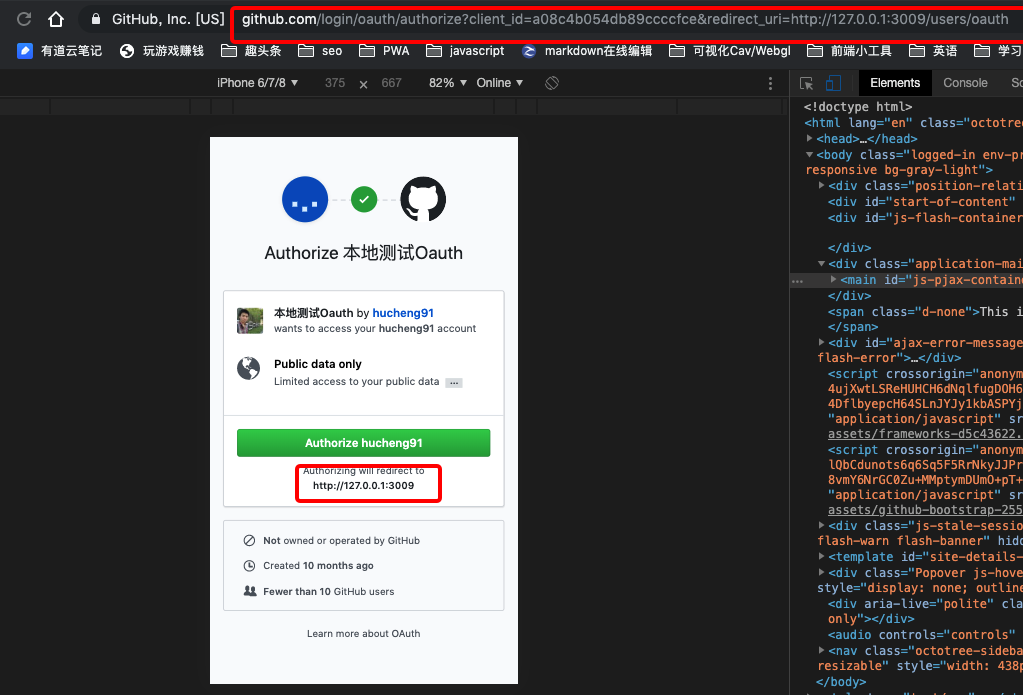 GitHub, Inc. [US]
github.com/login/oauth/authorize?client_id=a08c4b054db89ccccfce&redirect_uri=http://127.0.0.1:3009/users/oauth
有道云笔记 玩游戏赚钱 趣头条 seo PWA javascript markdown在线编辑 可视化Cav/Webgl 前端小工具 英语 学习
iPhone 6/7/8 ▼ 375 x 667 82% ▼ Online ▼
Elements Console
Authorize 本地测试Oauth
本地测试Oauth by hucheng91
wants to access your hucheng91 account
Public data only
Limited access to your public data ...
Authorize hucheng91
Authorizing will redirect to
http://127.0.0.1:3009
Not owned or operated by GitHub
Created 10 months ago
Fewer than 10 GitHub users
Learn more about OAuth
<!doctype html>
<html lang="en" class="octotree
<head>…</head>
<body class="logged-in env-pr
responsive bg-gray-light">
<div class="position-relati
<div id="start-of-content"
<div id="js-flash-container
</div>
<div class="application-mai
<main id="js-pjax-containe
</div>
<span class="d-none">This i
</span>
<div id="ajax-error-message
flash-error">…</div>
<script crossorigin="anonym
4ujXwtLSReHUHCH6dNqlfugDOH6
4DflbyepcH64SLnJYJy1kbASPYj
"application/javascript" sr
assets/frameworks-d5c43622.
<script crossorigin="anonym
lQbCdunots6q6Sq5F5RrNkyJJPr
8vmY6NrGC0Zu+MMptymDUmO+pT+
"application/javascript" sr
assets/github-bootstrap-255
<div class="js-stale-sessio
flash-warn flash-banner" hidd
<template id="site-details-
<div class="Popover js-hove
style="display: none; outline
<div aria-live="polite" cla
only"></div>
<audio controls="controls"
<nav class="octotree-sideba
resizable" style="width: 438p
</body>